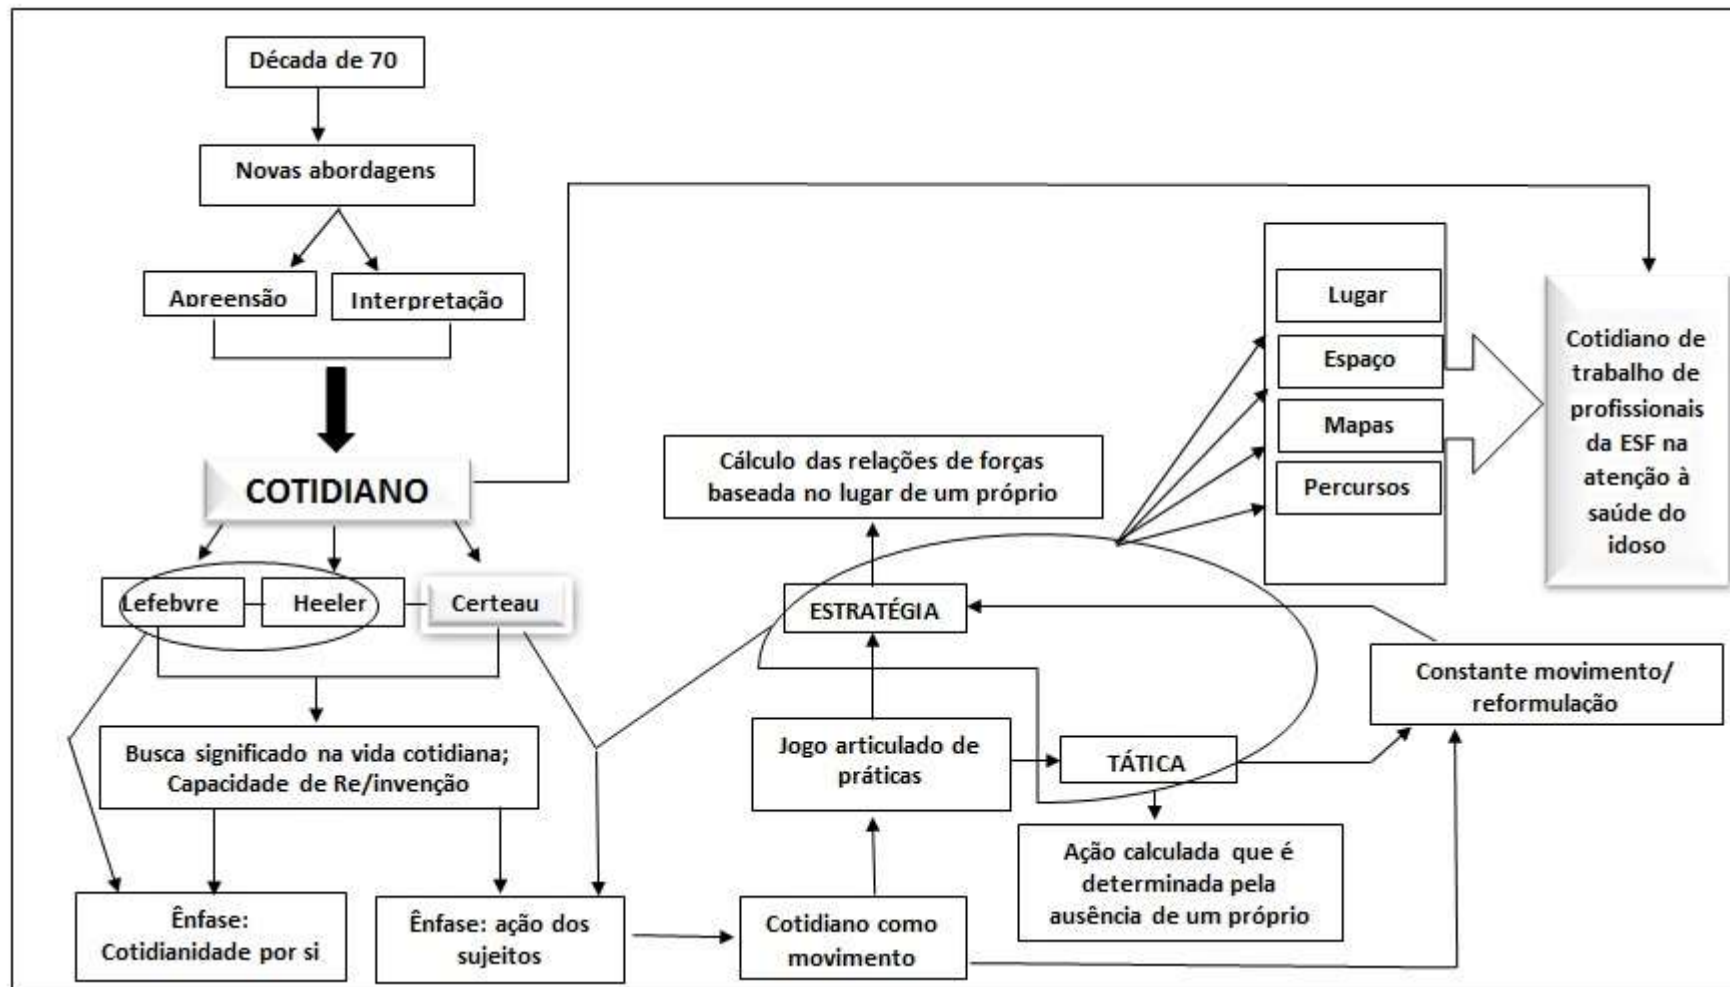 Década de 70
Novas abordagens
Apreensão
Interpretação
COTIDIANO
Lefebvre
Heeler
Certeau
Busca significado na vida cotidiana;
Capacidade de Re/invenção
Ênfase:
Cotidianidade por si
Ênfase: ação dos
sujeitos
Cotidiano como
movimento
Jogo articulado de
práticas
ESTRATÉGIA
Cálculo das relações de forças
baseada no lugar de um próprio
TÁTICA
Ação calculada que é
determinada pela
ausência de um próprio
Constante movimento/
reformulação
Lugar
Espaço
Mapas
Percursos
Cotidiano de
trabalho de
profissionais
da ESF na
atenção à
saúde do
idoso